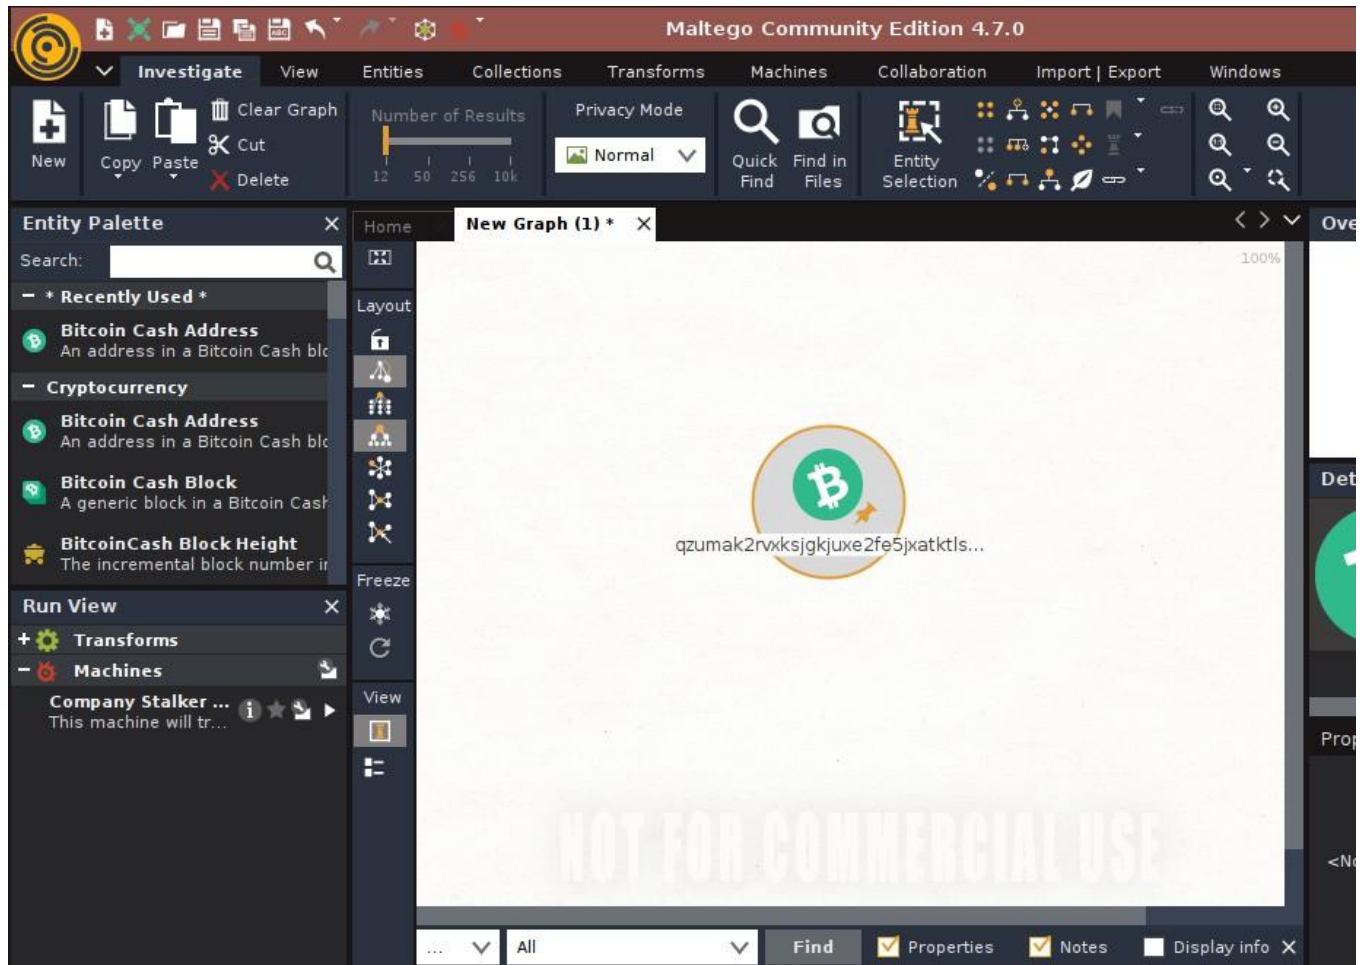 Maltego Community Edition 4.7.0
Investigate View Entities Collections Transforms Machines Collaboration Import | Export Windows
New
Copy
Paste
Clear Graph
Cut
Delete
Number of Results
12 50 256 10k
Privacy Mode
Normal
Quick Find
Find in Files
Entity Selection
Entity Palette
Home
New Graph (1) *
Ove
Search:
100%
- * Recently Used *
Bitcoin Cash Address
An address in a Bitcoin Cash blo
- Cryptocurrency
Bitcoin Cash Address
An address in a Bitcoin Cash blo
Bitcoin Cash Block
A generic block in a Bitcoin Cash
BitcoinCash Block Height
The incremental block number in
Layout
Freeze
View
qzumak2rvxksjgkjuxe2fe5jxatktls...
Det
Run View
+ Transforms
- Machines
Company Stalker ...
This machine will tr...
Prop
<No
NOT FOR COMMERCIAL USE
... All Find Properties Notes Display info